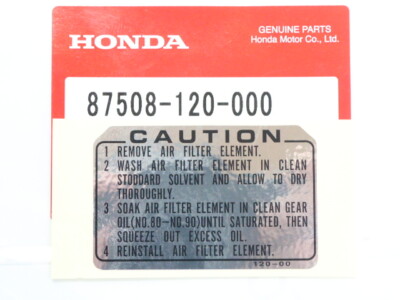 HONDA
GENUINE PARTS
Honda Motor Co., Ltd.
87508-120-000
CAUTION
1 REMOVE AIR FILTER ELEMENT.
2 WASH AIR FILTER ELEMENT IN CLEAN
STODDARD SOLVENT AND ALLOW TO DRY
THOROUGHLY.
3 SOAK AIR FILTER ELEMENT IN CLEAN GEAR
OIL(NO.80-NO.90)UNTIL SATURATED, THEN
SQUEEZE OUT EXCESS OIL.
4 REINSTALL AIR FILTER ELEMENT.
120-00